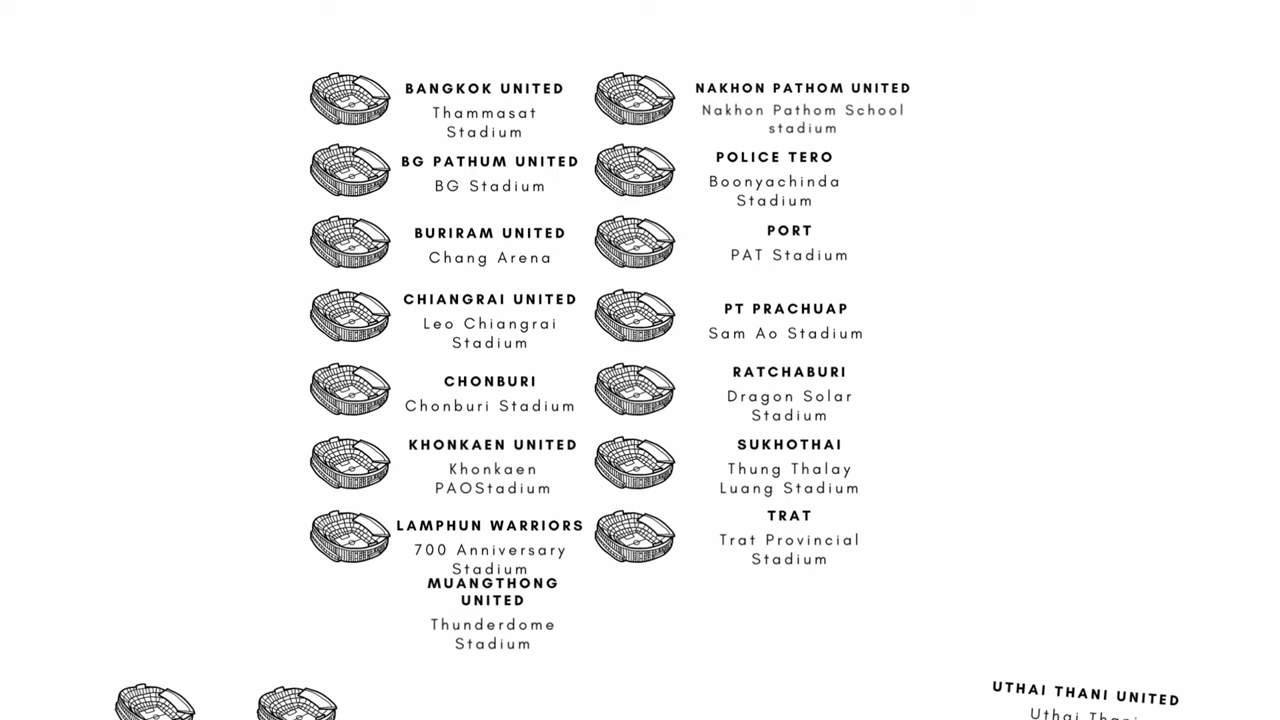 BANGKOK UNITED
Thammasat
Stadium
BG PATHUM UNITED
BG Stadium
BURIRAM UNITED
Chang Arena
CHIANGRAI UNITED
Leo Chiangrai
Stadium
CHONBURI
Chonburi Stadium
KHONKAEN UNITED
Khonkaen
PAOStadium
LAMPHUN WARRIORS
700 Anniversary
Stadium
MUANGTHONG
UNITED
Thunderdome
Stadium
NAKHON PATHOM UNITED
Nakhon Pathom School
stadium
POLICE TERO
Boonyachinda
Stadium
PORT
PAT Stadium
PT PRACHUAP
Sam Ao Stadium
RATCHABURI
Dragon Solar
Stadium
SUKHOTHAI
Thung Thalay
Luang Stadium
TRAT
Trat Provincial
Stadium
UTHAI THANI UNITED
Uthai Thani